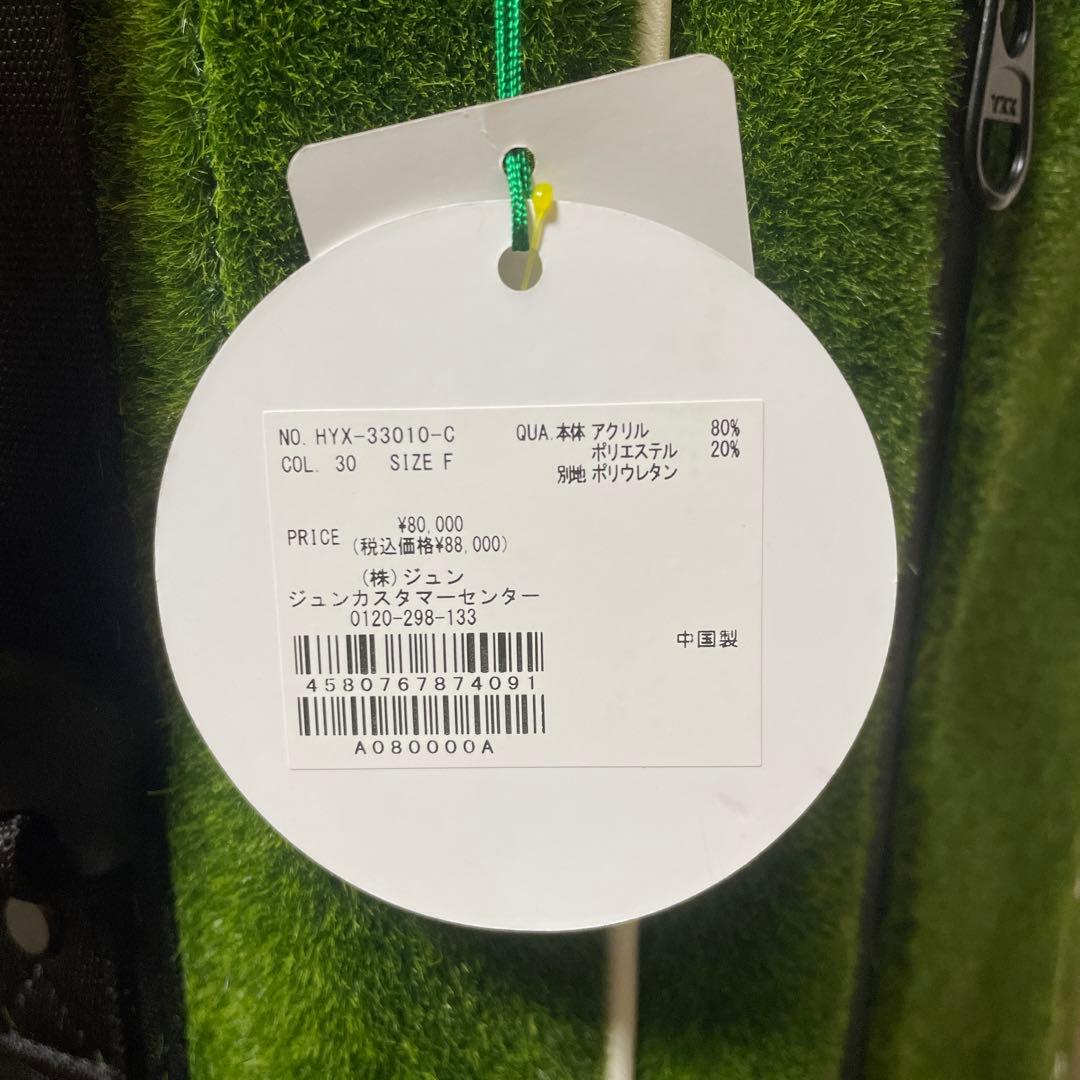 YKK
NO. HYX-33010-C
COL. 30 SIZE F
QUA.本体 アクリル 80%
ポリエステル 20%
別地 ポリウレタン
PRICE ¥80,000
(税込価格¥88,000)
(株)ジュン
ジュンカスタマーセンター
0120-298-133
中国製
4580767874091
A080000A